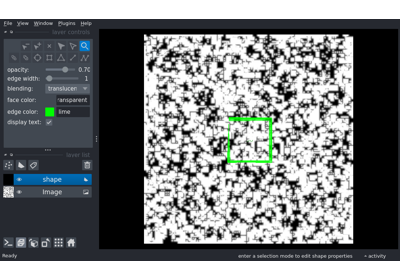 File View Window Plugins Help
layer controls
opacity: 0.70
edge width: 1
blending: translucen
face color: transparent
edge color: lime
display text:
layer list
shape
Image
Ready
enter a selection mode to edit shape properties
activity